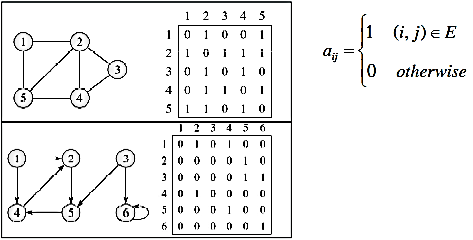 1 2
3
5 4
1 2 3 4 5
1 0 1 0 0 1
2 1 0 1 1 1
3 0 1 0 1 0
4 0 1 1 0 1
5 1 1 0 1 0
a_ij = { 1 (i, j) ∈ E
0 otherwise
1 2 3
4 5 6
1 2 3 4 5 6
1 0 1 0 1 0 0
2 0 0 0 0 1 0
3 0 0 0 0 1 1
4 0 1 0 0 0 0
5 0 0 0 1 0 0
6 0 0 0 0 0 1